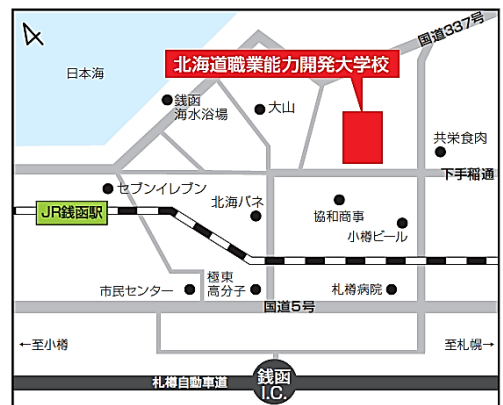 国道337号
日本海
北海道職業能力開発大学校
銭函
海水浴場
大山
共栄食肉
下手稲通
セブンイレブン
北海バネ
協和商事
小樽ビール
JR銭函駅
市民センター
極東
高分子
札樽病院
国道5号
←至小樽
至札幌→
札樽自動車道
銭函
I.C.